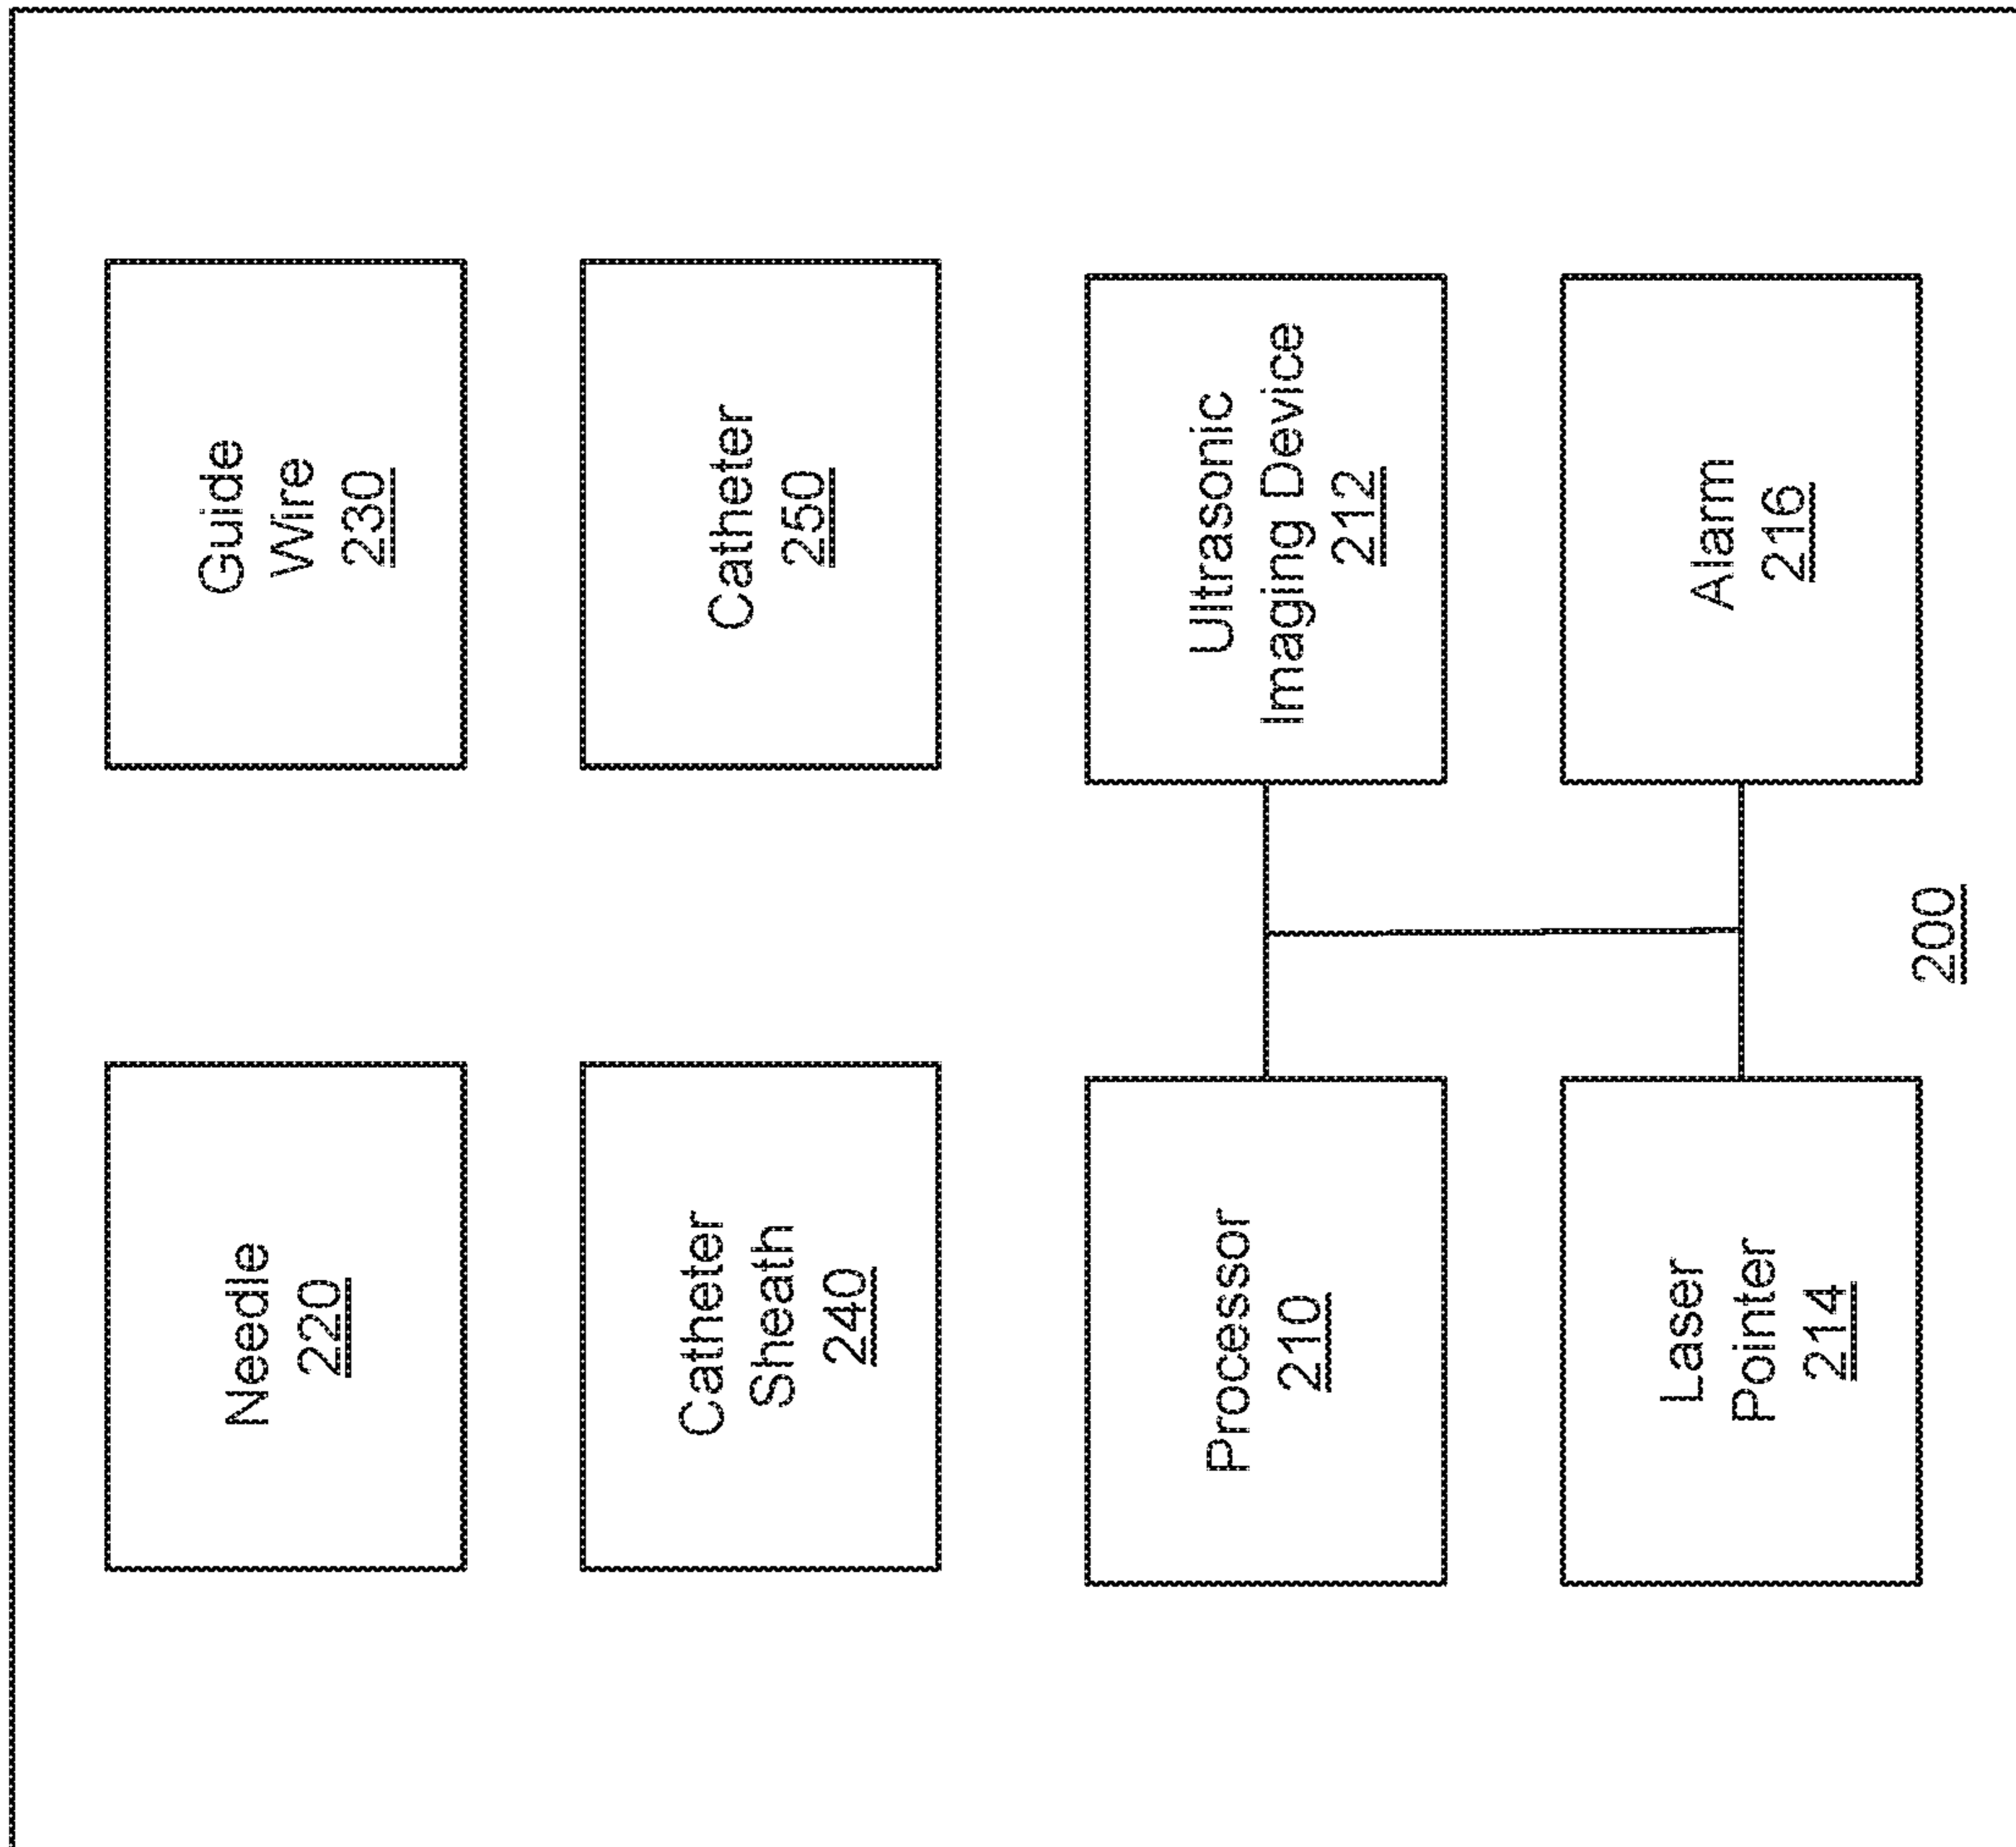 Needle
220
Guide
Wire
230
Catheter
Sheath
240
Catheter
250
Processor
210
Ultrasonic
Imaging Device
212
Laser
Pointer
214
Alarm
216
200